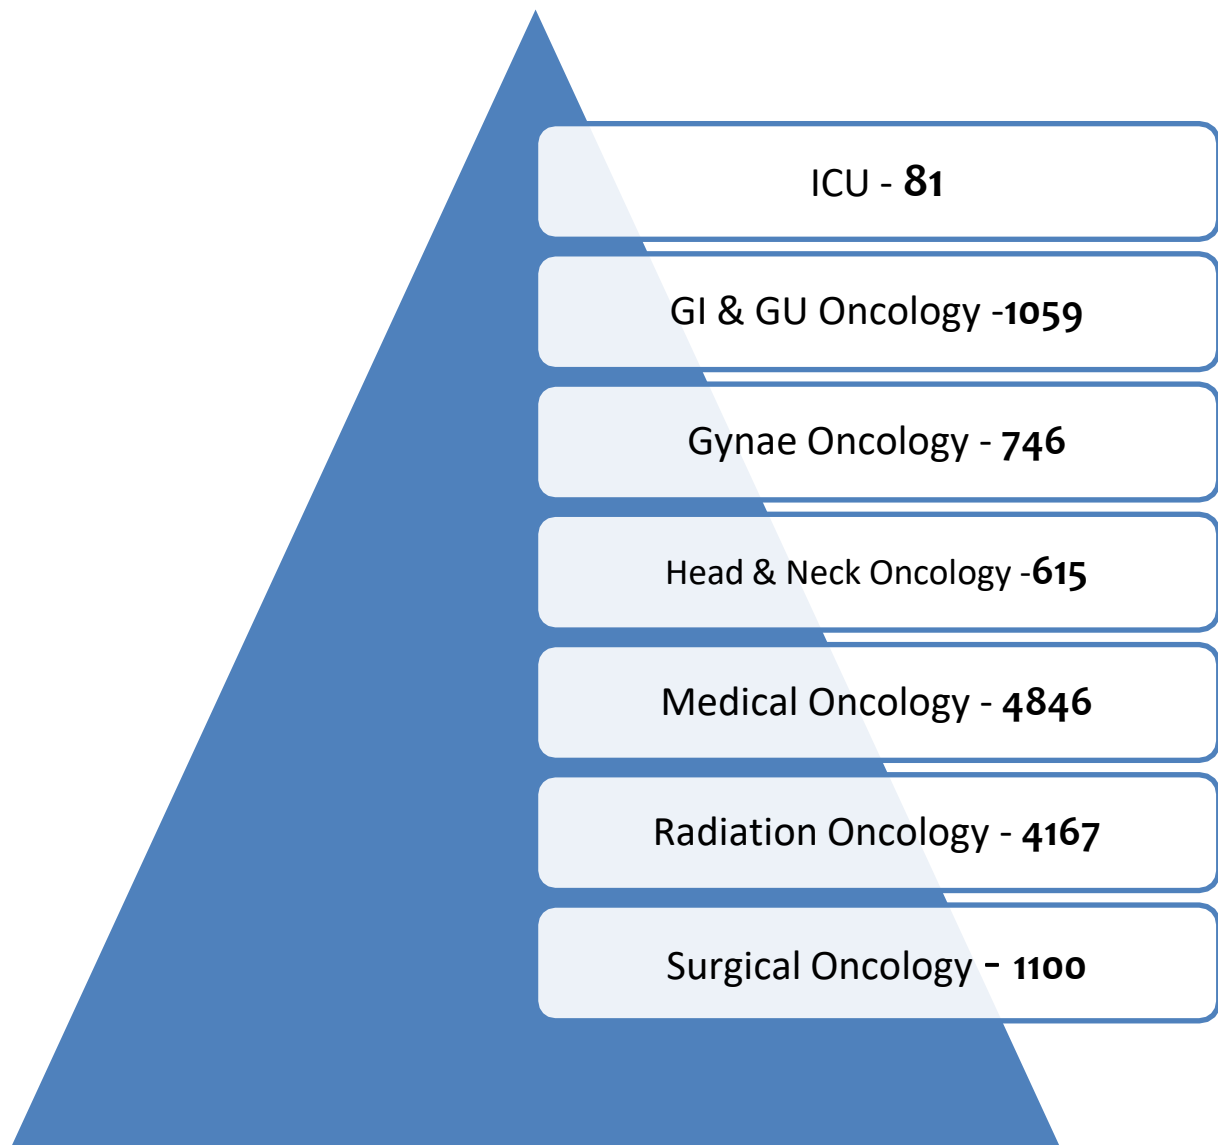 ICU - 81
GI & GU Oncology -1059
Gynae Oncology - 746
Head & Neck Oncology -615
Medical Oncology - 4846
Radiation Oncology - 4167
Surgical Oncology - 1100